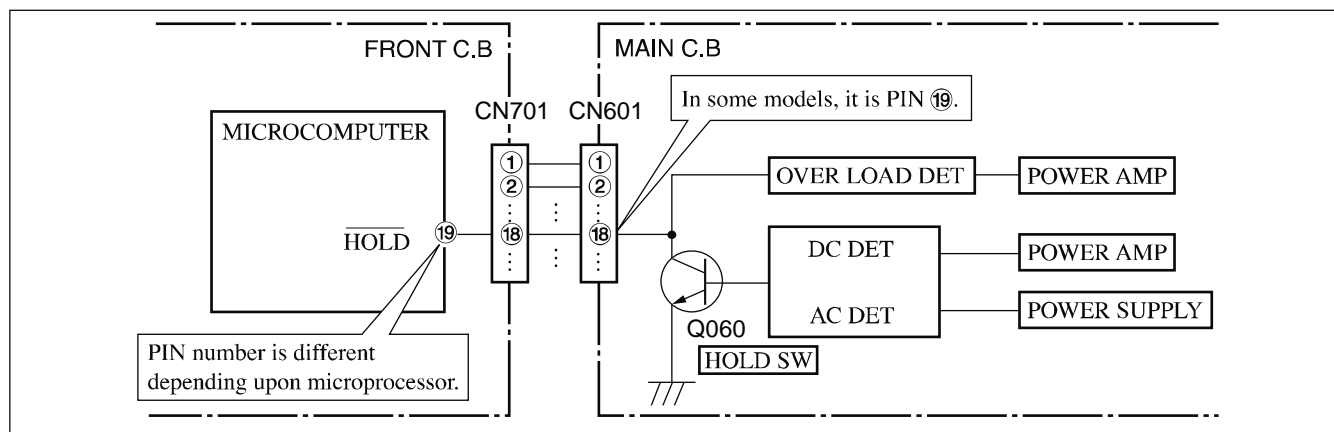 FRONT C.B
MAIN C.B
In some models, it is PIN ⑲.
CN701
CN601
MICROCOMPUTER
① ①
② ②
HOLD ⑲ ⑱ ⑱
OVER LOAD DET
POWER AMP
DC DET
POWER AMP
AC DET
POWER SUPPLY
Q060
HOLD SW
PIN number is different
depending upon microprocessor.